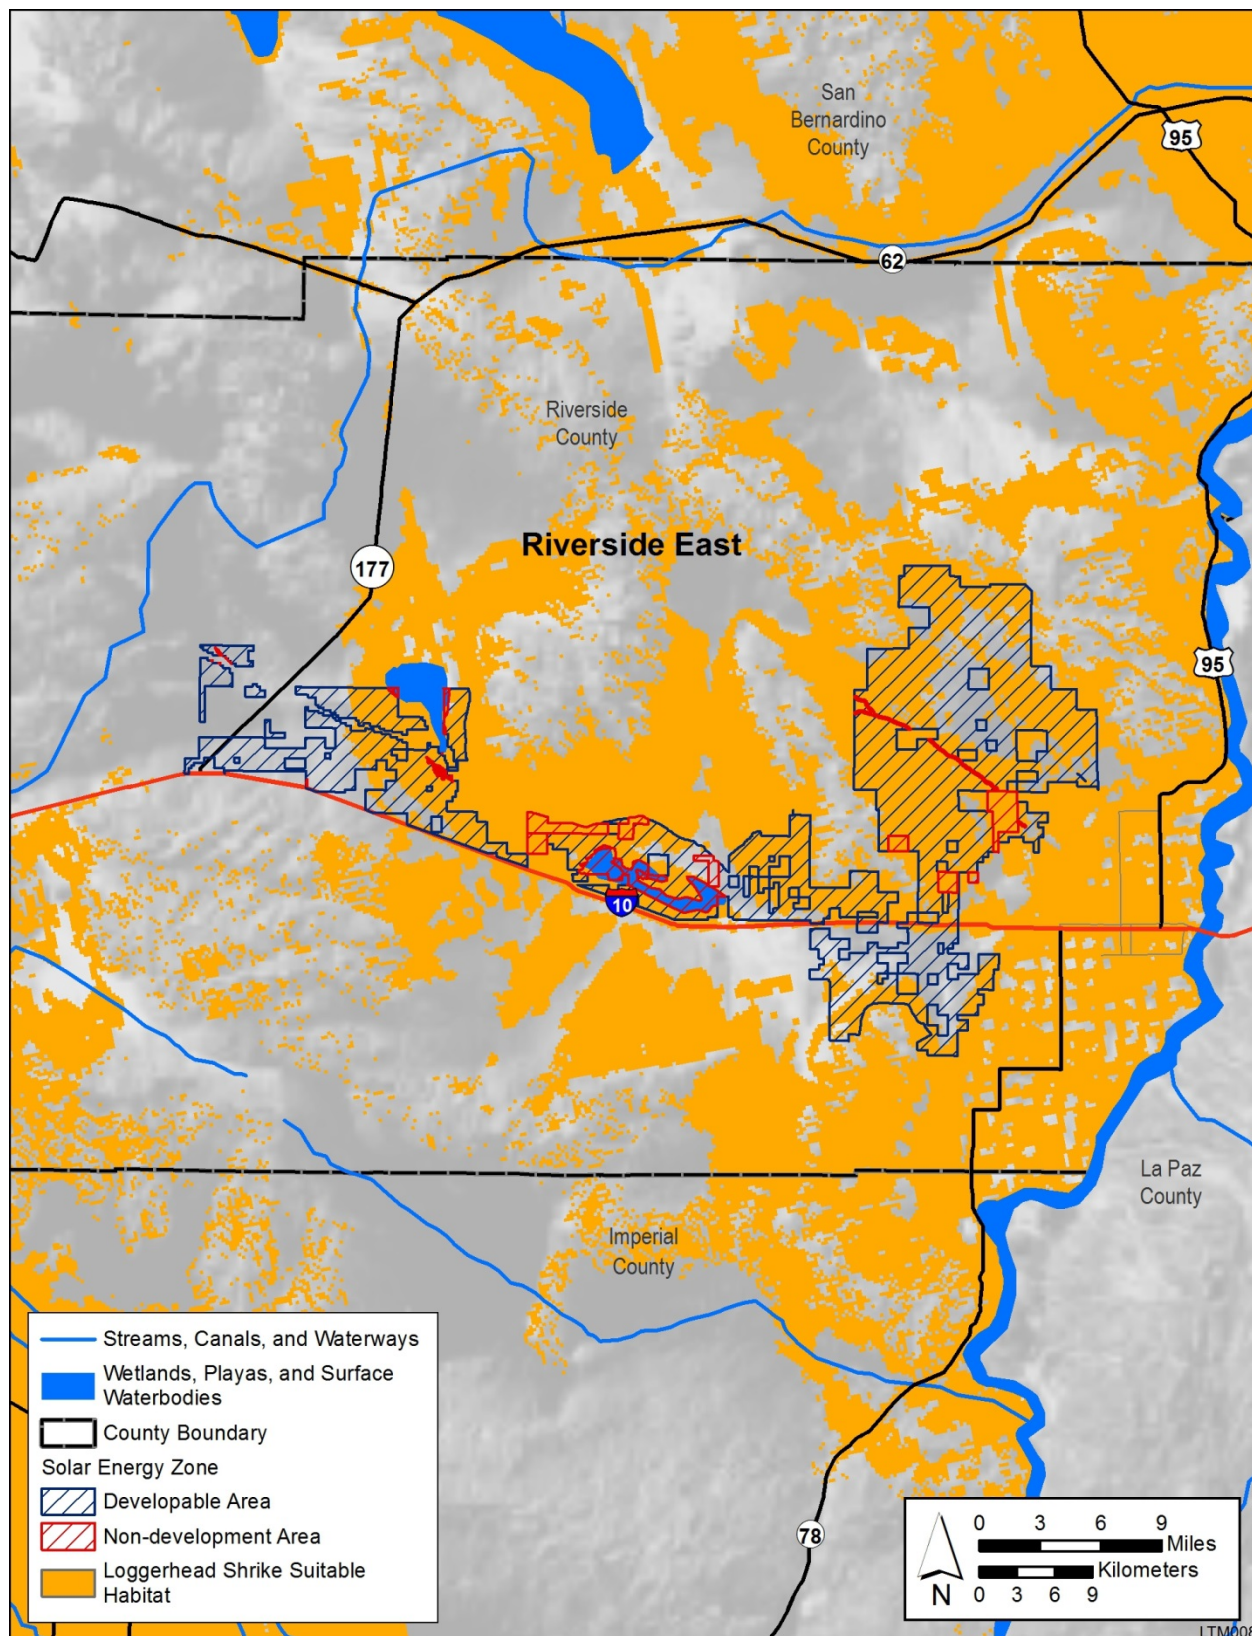 San
Bernardino
County
95
62
Riverside
County
Riverside East
177
95
10
La Paz
County
Imperial
County
Streams, Canals, and Waterways
Wetlands, Playas, and Surface
Waterbodies
County Boundary
Solar Energy Zone
Developable Area
Non-development Area
Loggerhead Shrike Suitable
Habitat
78
0 3 6 9
Miles
Kilometers
0 3 6 9
N
LTM008